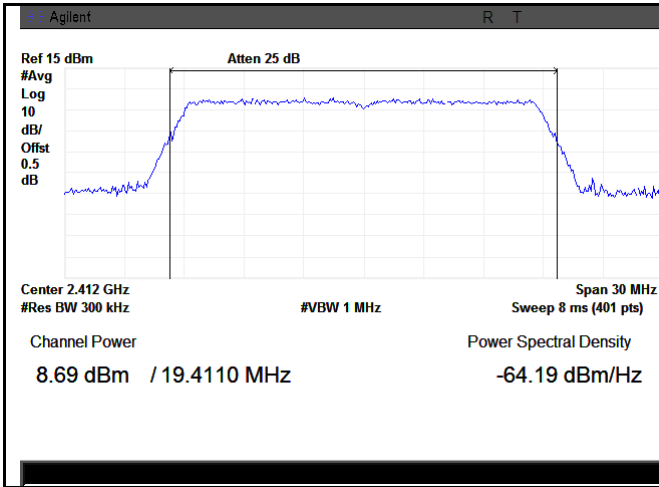 Agilent R T
Ref 15 dBm Atten 25 dB
#Avg
Log
10
dB/
Offst
0.5
dB
Center 2.412 GHz Span 30 MHz
#Res BW 300 kHz #VBW 1 MHz Sweep 8 ms (401 pts)
Channel Power Power Spectral Density
8.69 dBm / 19.4110 MHz -64.19 dBm/Hz